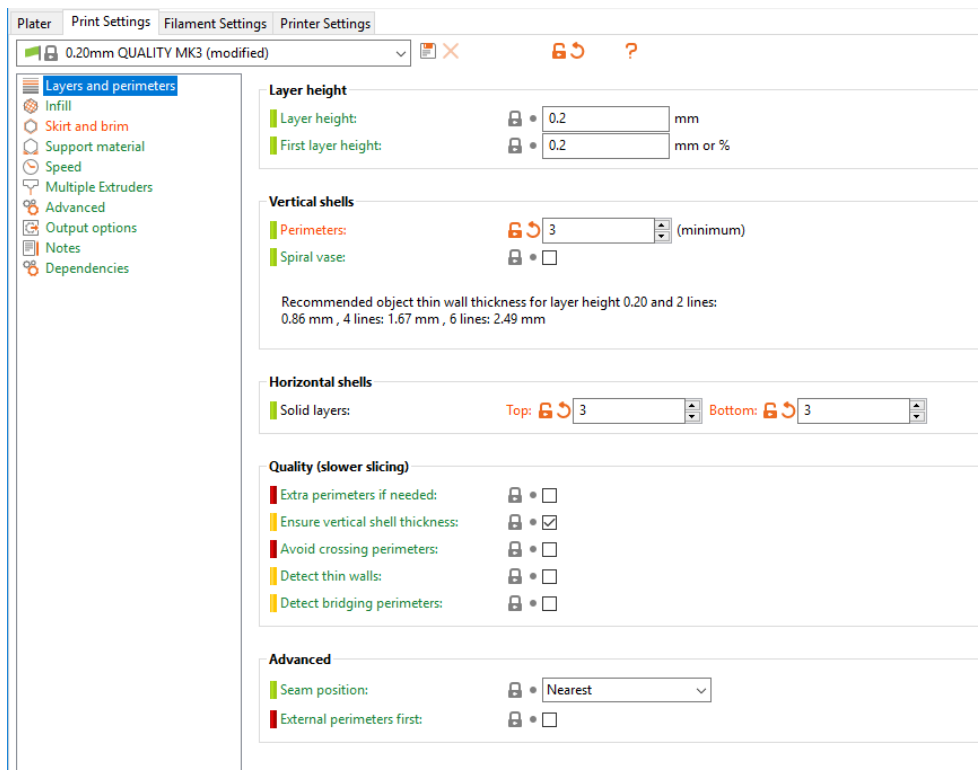 Plater Print Settings Filament Settings Printer Settings
0.20mm QUALITY MK3 (modified) ?
Layers and perimeters
Infill
Skirt and brim
Support material
Speed
Multiple Extruders
Advanced
Output options
Notes
Dependencies
Layer height
Layer height: 0.2 mm
First layer height: 0.2 mm or %
Vertical shells
Perimeters: 3 (minimum)
Spiral vase:
Recommended object thin wall thickness for layer height 0.20 and 2 lines:
0.86 mm , 4 lines: 1.67 mm , 6 lines: 2.49 mm
Horizontal shells
Solid layers: Top: 3 Bottom: 3
Quality (slower slicing)
Extra perimeters if needed:
Ensure vertical shell thickness:
Avoid crossing perimeters:
Detect thin walls:
Detect bridging perimeters:
Advanced
Seam position: Nearest
External perimeters first: